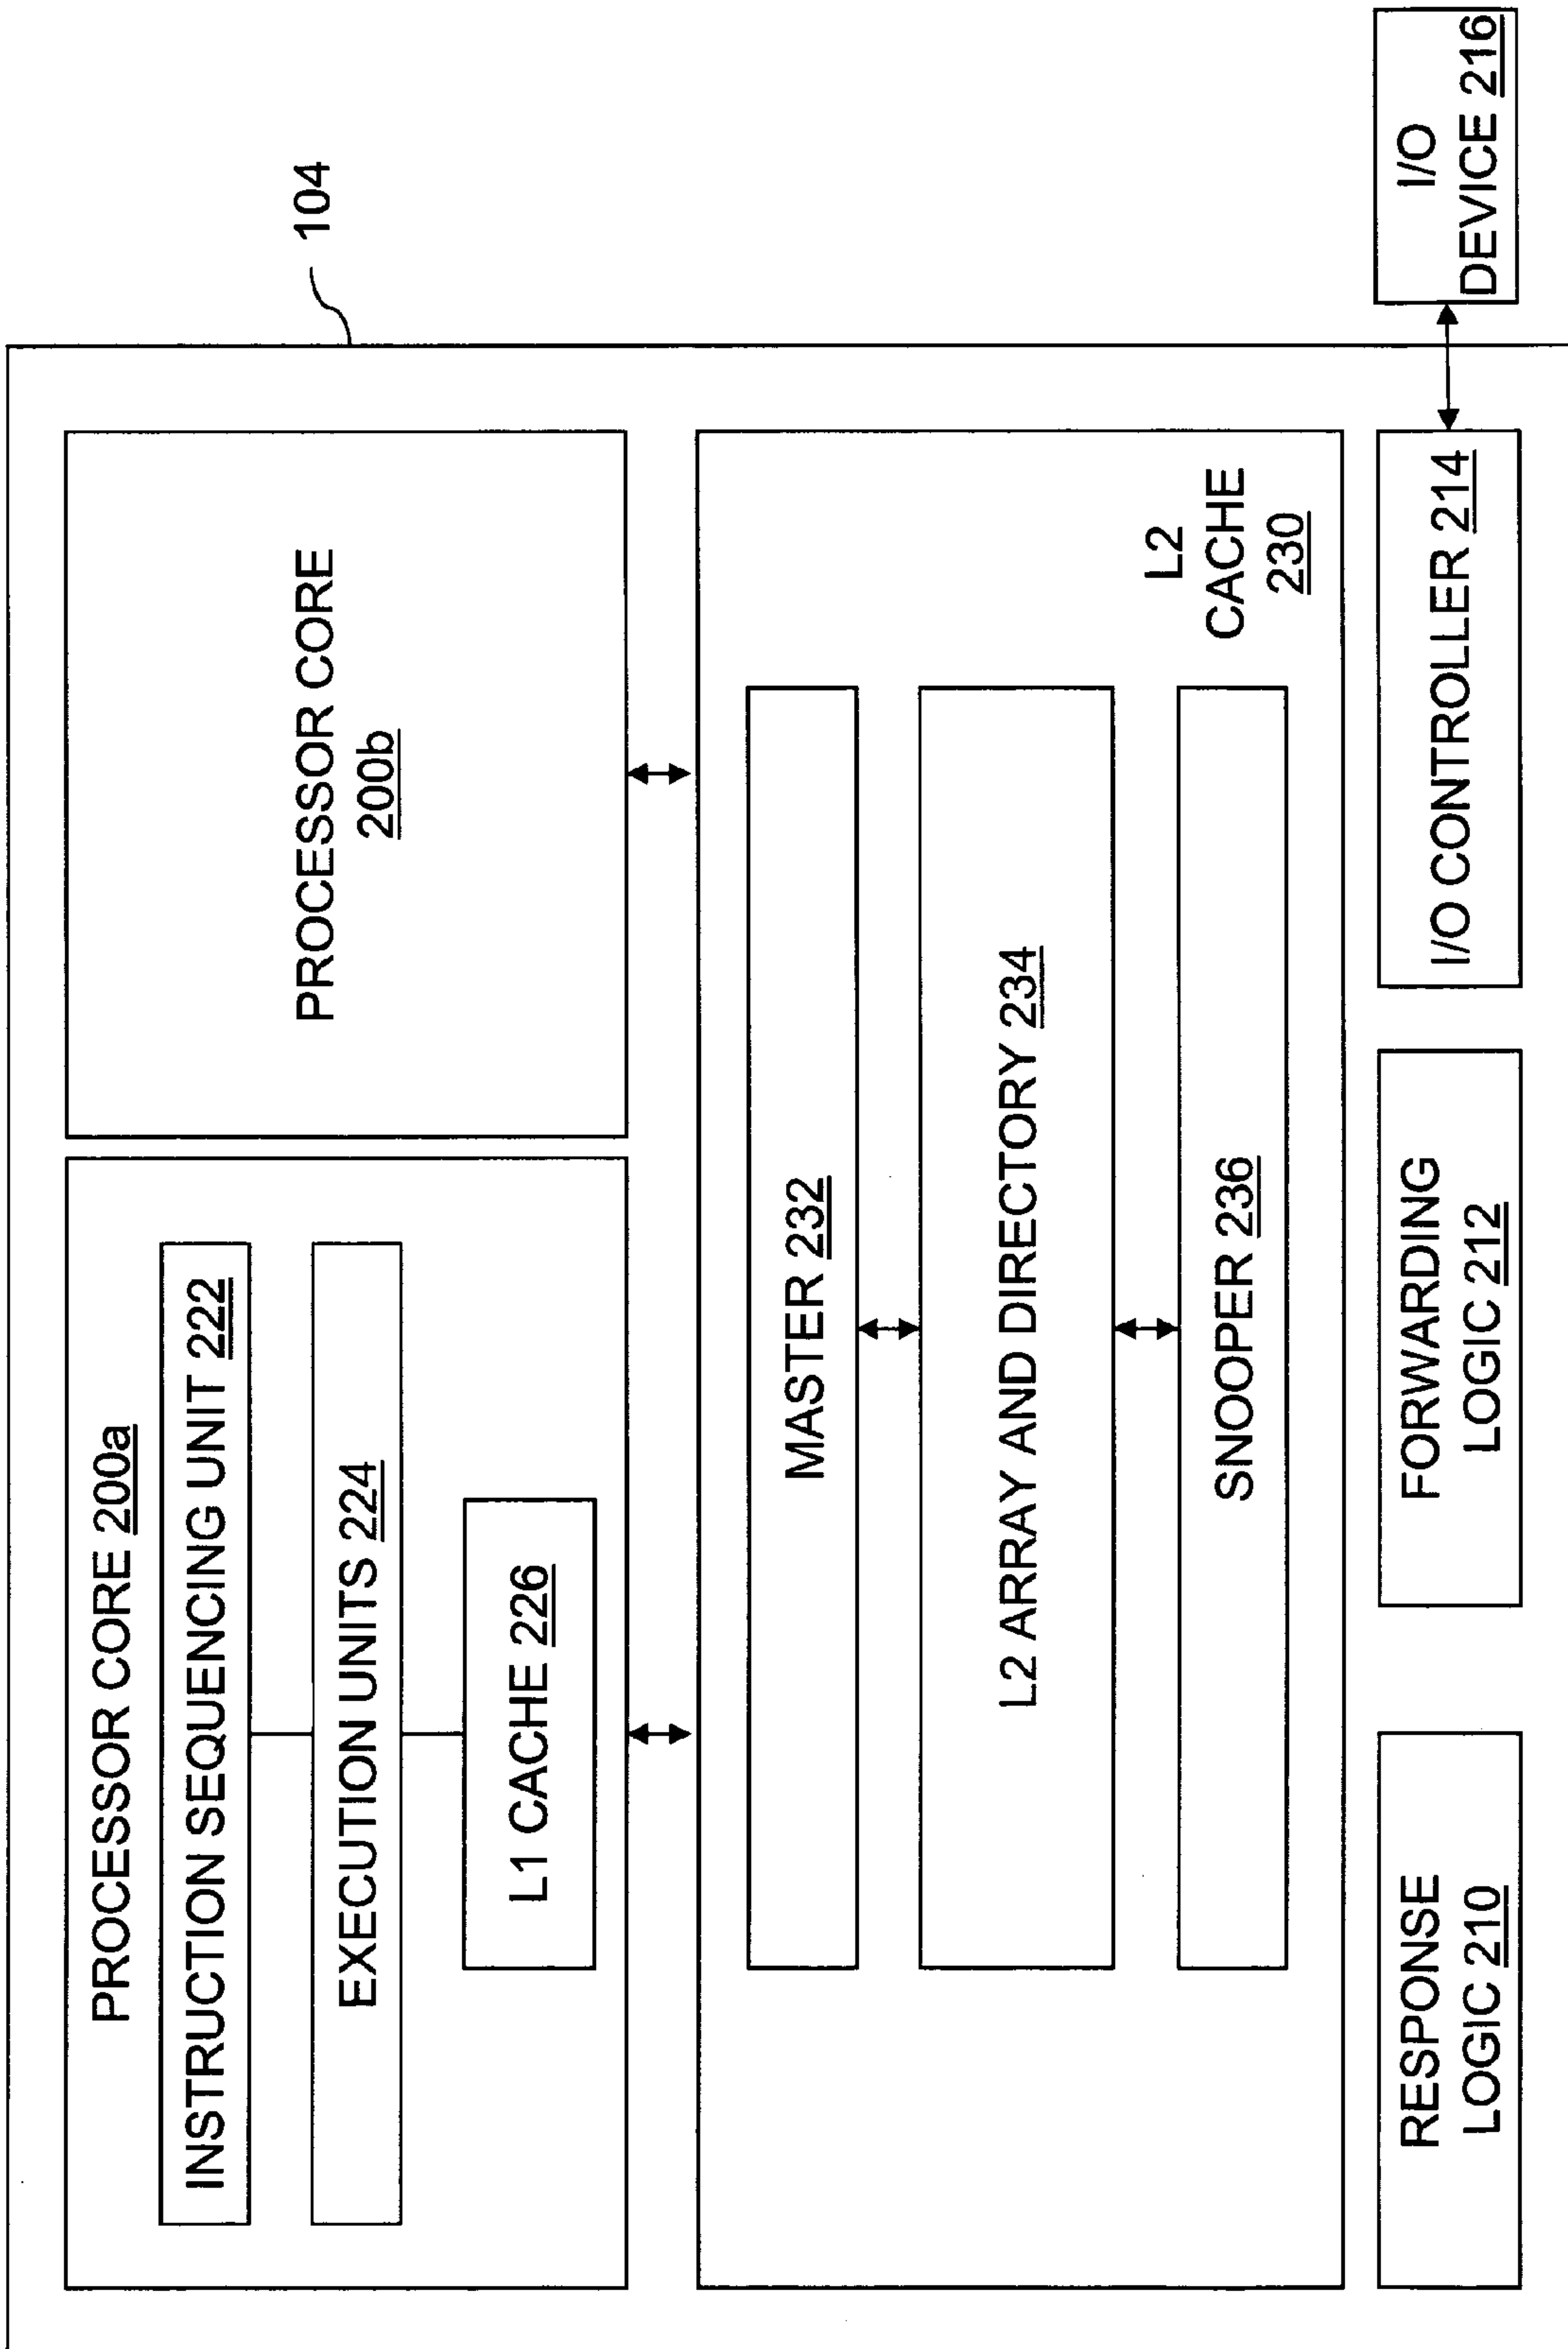 104
PROCESSOR CORE 200a
INSTRUCTION SEQUENCING UNIT 222
EXECUTION UNITS 224
L1 CACHE 226
PROCESSOR CORE
200b
MASTER 232
L2 ARRAY AND DIRECTORY 234
SNOOPER 236
L2
CACHE
230
RESPONSE
LOGIC 210
FORWARDING
LOGIC 212
I/O CONTROLLER 214
I/O
DEVICE 216